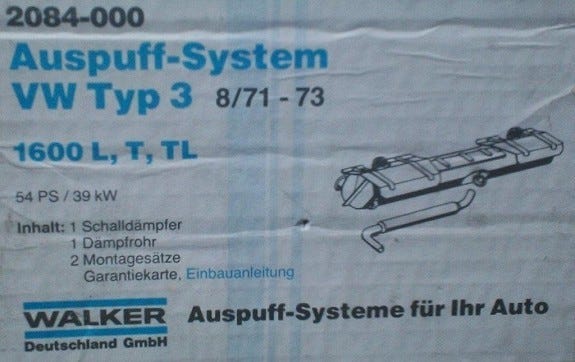 2084-000
Auspuff-System
VW Typ 3 8/71 - 73
1600 L, T, TL
54 PS / 39 kW
Inhalt: 1 Schalldämpfer
1 Dämpfrohr
2 Montagesätze
Garantiekarte, Einbauanleitung
WALKER
Deutschland GmbH
Auspuff-Systeme für Ihr Auto